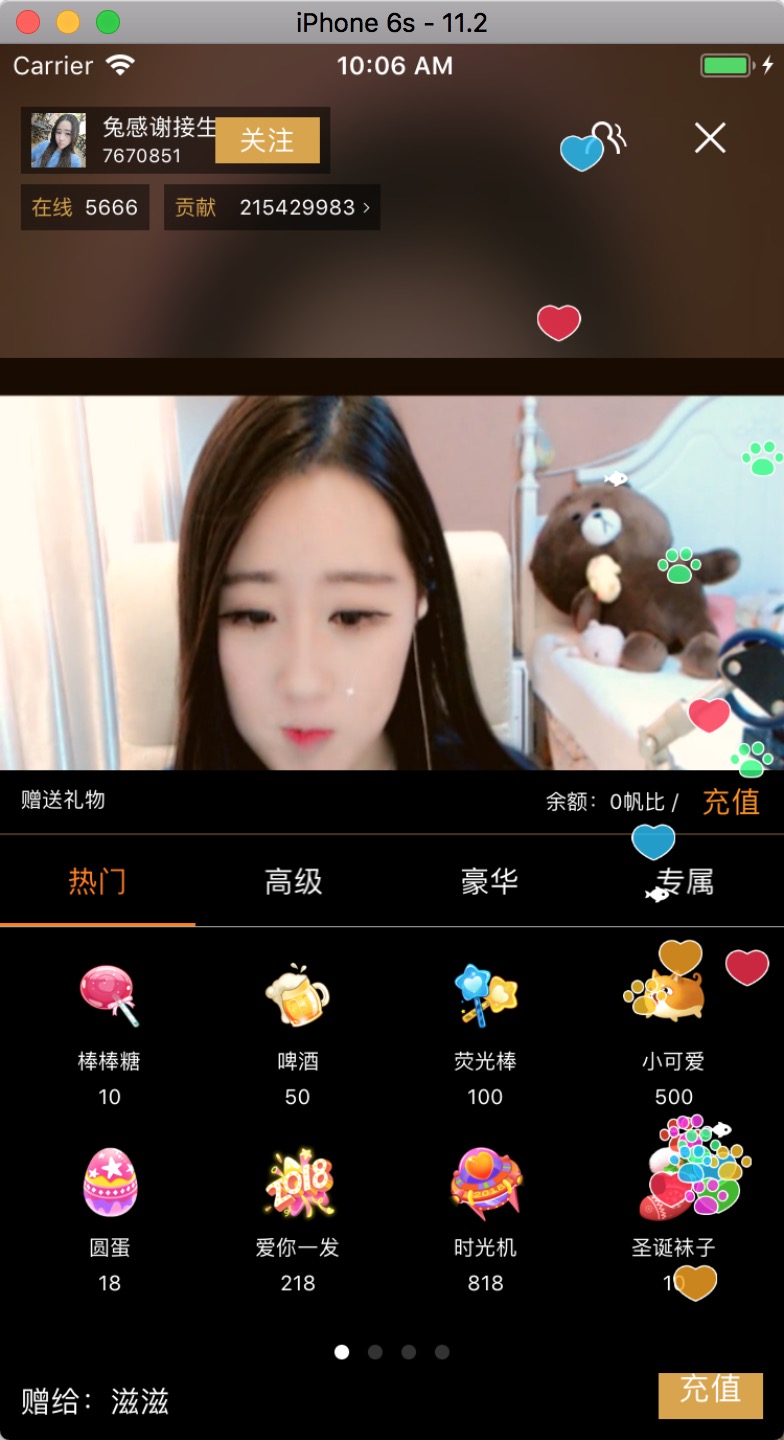 iPhone 6s - 11.2
Carrier 10:06 AM
兔感谢接生
7670851
关注
在线 5666 贡献 215429983 ›
赠送礼物 余额：0帆比 / 充值
热门 高级 豪华 专属
棒棒糖 啤酒 荧光棒 小可爱
10 50 100 500
2018
圆蛋 爱你一发 时光机 圣诞袜子
18 218 818
赠给：滋滋 充值